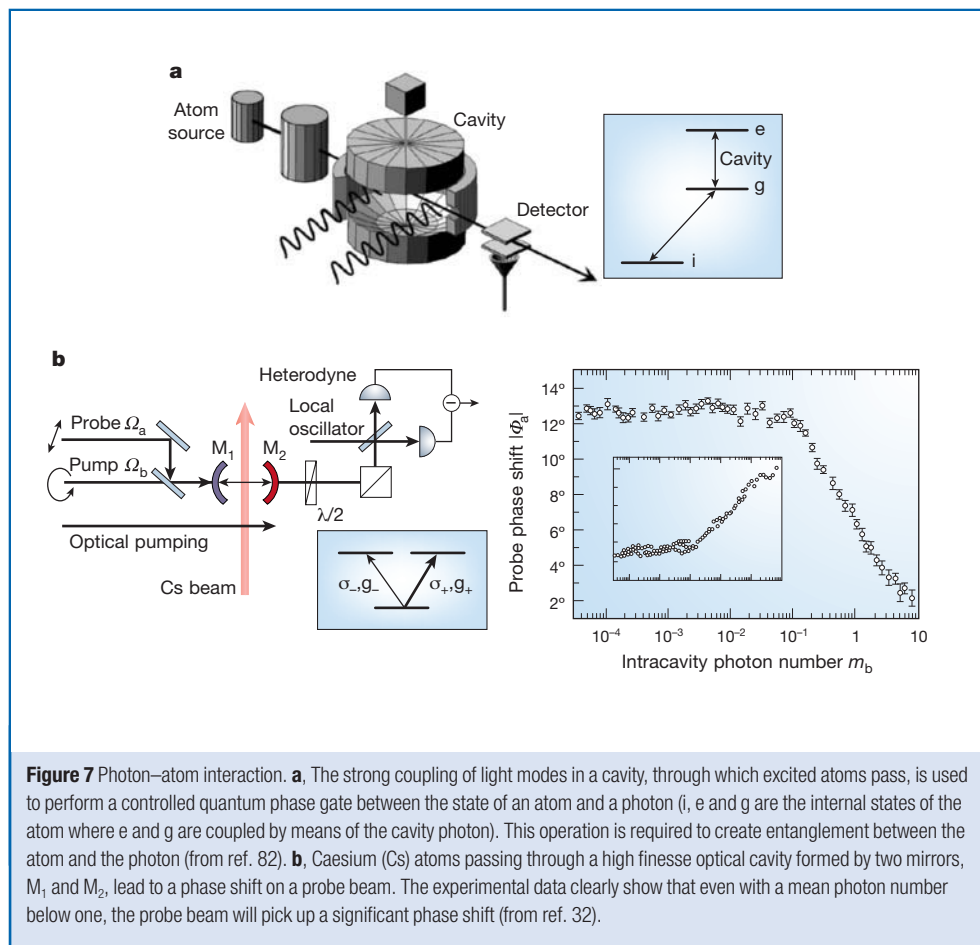 a
Atom
source
Cavity
Detector
e
Cavity
g
i
b
Heterodyne
Local
oscillator
Probe Ωa
Pump Ωb
M1
M2
−
λ/2
Optical pumping
Cs beam
σ−,g−
σ+,g+
Probe phase shift |Φa|
14°
12°
10°
8°
6°
4°
2°
10⁻⁴
10⁻³
10⁻²
10⁻¹
1
10
Intracavity photon number mb
Figure 7 Photon–atom interaction. a, The strong coupling of light modes in a cavity, through which excited atoms pass, is used
to perform a controlled quantum phase gate between the state of an atom and a photon (i, e and g are the internal states of the
atom where e and g are coupled by means of the cavity photon). This operation is required to create entanglement between the
atom and the photon (from ref. 82). b, Caesium (Cs) atoms passing through a high finesse optical cavity formed by two mirrors,
M1 and M2, lead to a phase shift on a probe beam. The experimental data clearly show that even with a mean photon number
below one, the probe beam will pick up a significant phase shift (from ref. 32).